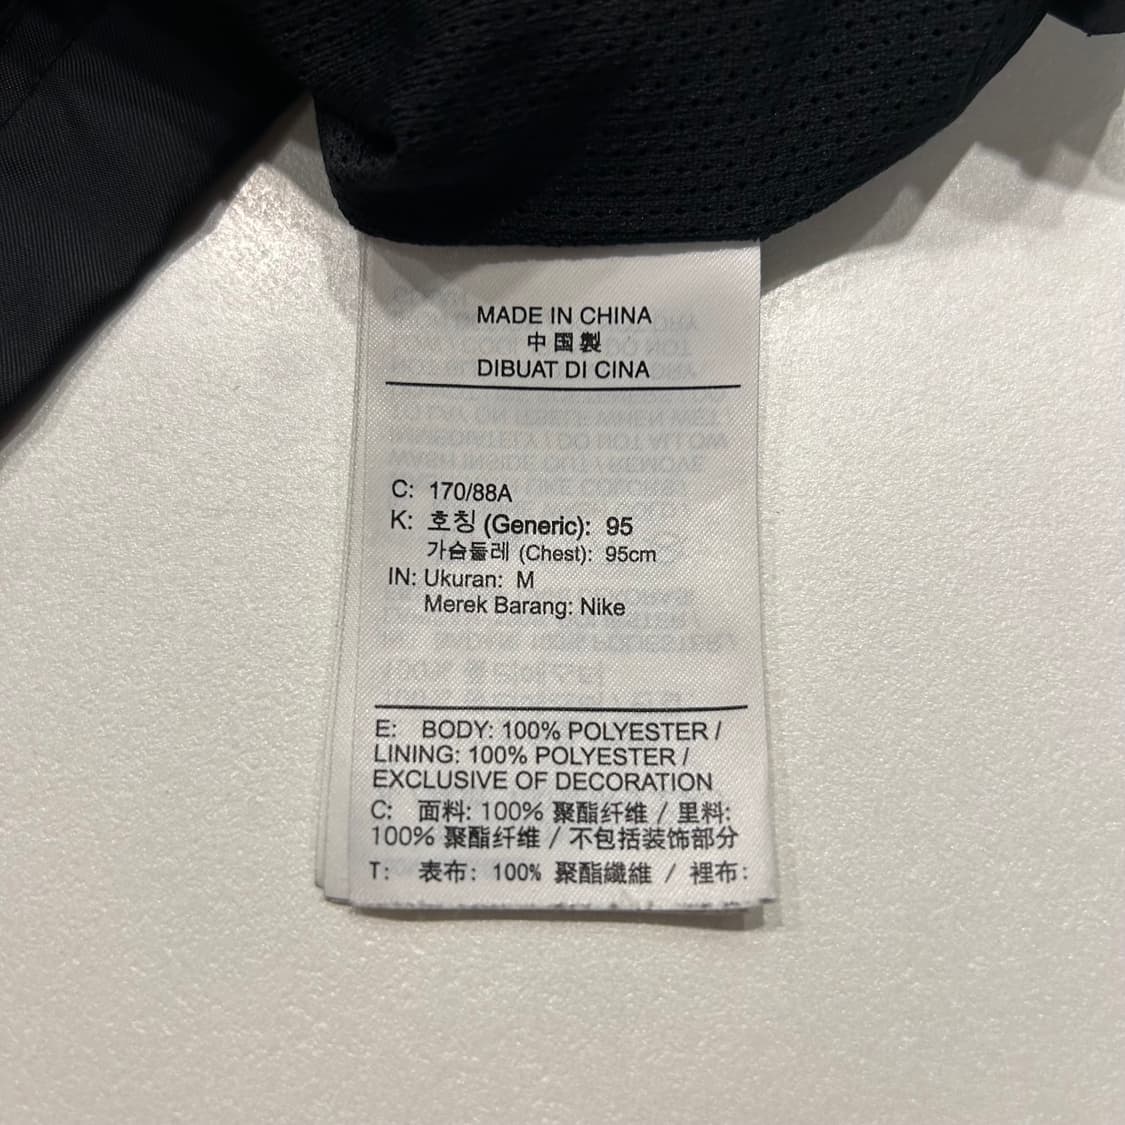 MADE IN CHINA
中国製
DIBUAT DI CINA
C: 170/88A
K: 호칭 (Generic): 95
가슴둘레 (Chest): 95cm
IN: Ukuran: M
Merek Barang: Nike
E: BODY: 100% POLYESTER /
LINING: 100% POLYESTER /
EXCLUSIVE OF DECORATION
C: 面料: 100% 聚酯纤维 / 里料:
100% 聚酯纤维 / 不包括装饰部分
T: 表布: 100% 聚酯纖維 / 裡布: